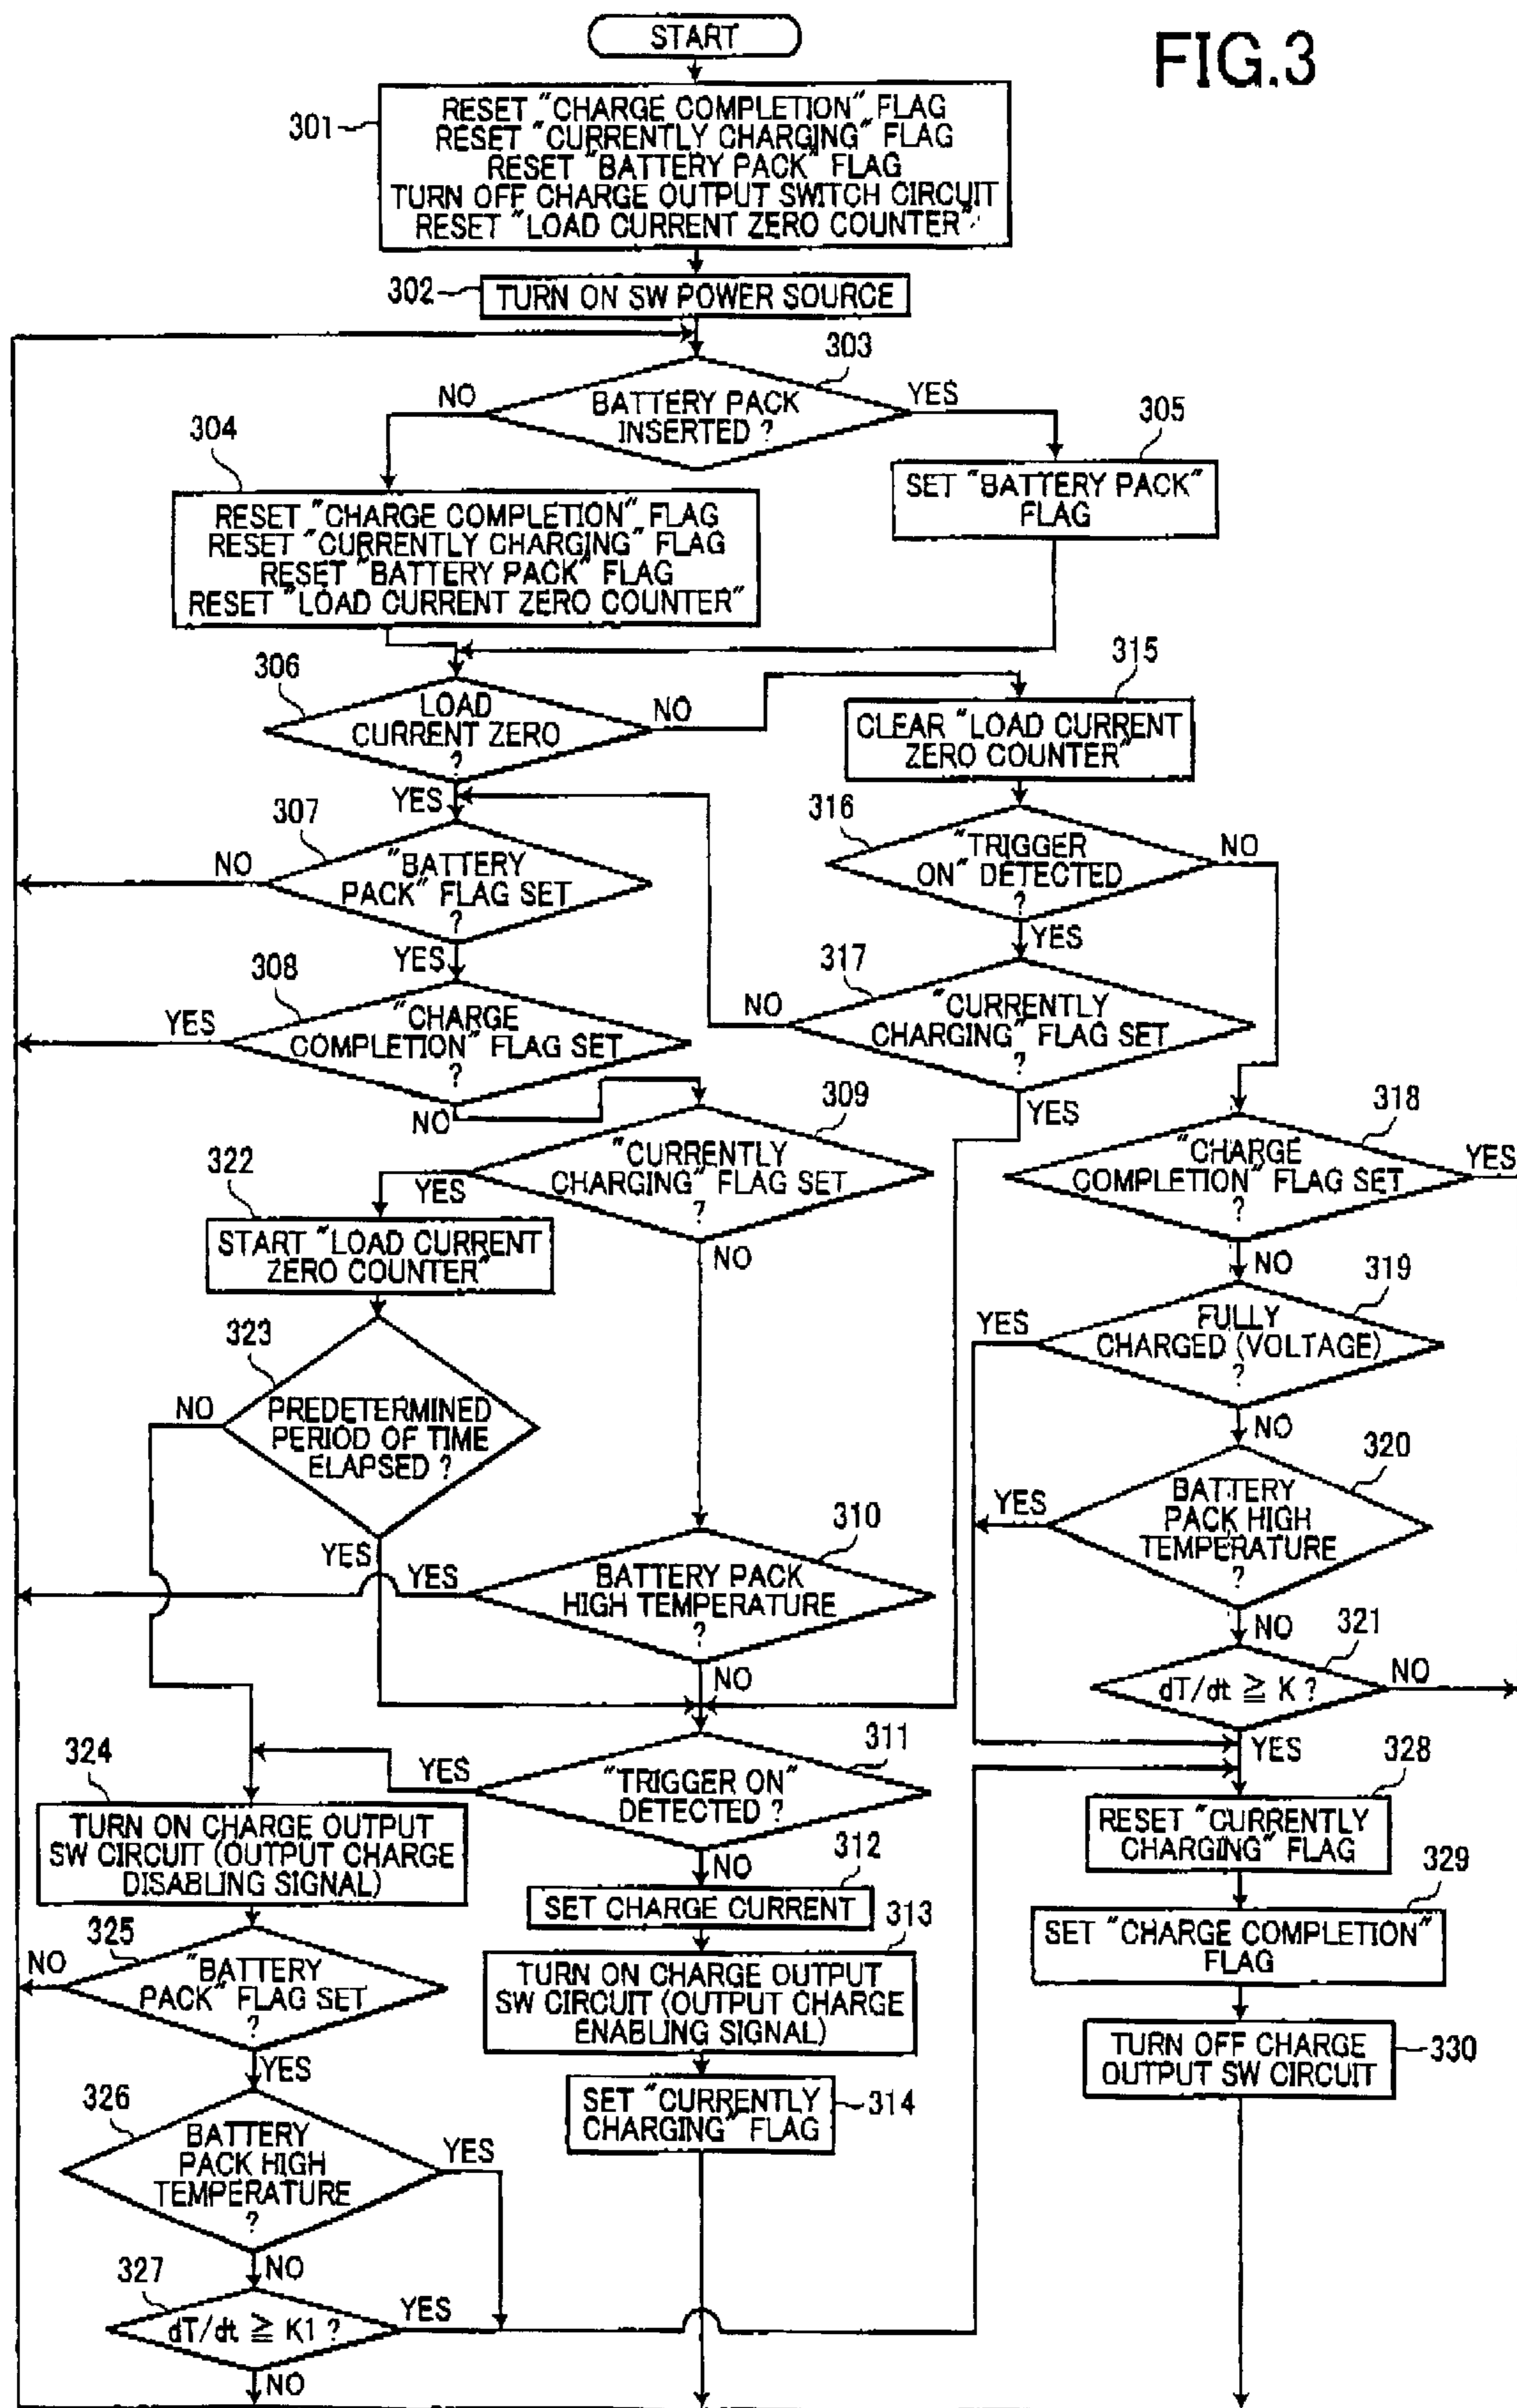 FIG.3
START
301
RESET "CHARGE COMPLETION" FLAG
RESET "CURRENTLY CHARGING" FLAG
RESET "BATTERY PACK" FLAG
TURN OFF CHARGE OUTPUT SWITCH CIRCUIT
RESET "LOAD CURRENT ZERO COUNTER"
302
TURN ON SW POWER SOURCE
303
NO
BATTERY PACK
INSERTED ?
YES
304
305
RESET "CHARGE COMPLETION" FLAG
RESET "CURRENTLY CHARGING" FLAG
RESET "BATTERY PACK" FLAG
RESET "LOAD CURRENT ZERO COUNTER"
SET "BATTERY PACK"
FLAG
306
LOAD
CURRENT ZERO
?
NO
YES
315
CLEAR "LOAD CURRENT
ZERO COUNTER"
307
NO
"BATTERY
PACK" FLAG SET
?
YES
316
"TRIGGER
ON" DETECTED
?
NO
YES
308
YES
"CHARGE
COMPLETION" FLAG SET
?
NO
317
NO
"CURRENTLY
CHARGING" FLAG SET
?
YES
309
"CURRENTLY
CHARGING" FLAG SET
?
YES
NO
318
"CHARGE
COMPLETION" FLAG SET
?
YES
NO
322
START "LOAD CURRENT
ZERO COUNTER"
319
YES
FULLY
CHARGED (VOLTAGE)
?
NO
323
NO
PREDETERMINED
PERIOD OF TIME
ELAPSED ?
YES
320
YES
BATTERY
PACK HIGH
TEMPERATURE
?
NO
310
YES
BATTERY PACK
HIGH TEMPERATURE
?
NO
321
dT/dt ≧ K ?
NO
YES
311
YES
"TRIGGER ON"
DETECTED ?
NO
324
TURN ON CHARGE OUTPUT
SW CIRCUIT (OUTPUT CHARGE
DISABLING SIGNAL)
312
SET CHARGE CURRENT
328
RESET "CURRENTLY
CHARGING" FLAG
313
TURN ON CHARGE OUTPUT
SW CIRCUIT (OUTPUT CHARGE
ENABLING SIGNAL)
329
SET "CHARGE COMPLETION"
FLAG
325
NO
"BATTERY
PACK" FLAG SET
?
YES
314
SET "CURRENTLY
CHARGING" FLAG
330
TURN OFF CHARGE
OUTPUT SW CIRCUIT
326
BATTERY
PACK HIGH
TEMPERATURE
?
YES
NO
327
dT/dt ≧ K1 ?
YES
NO